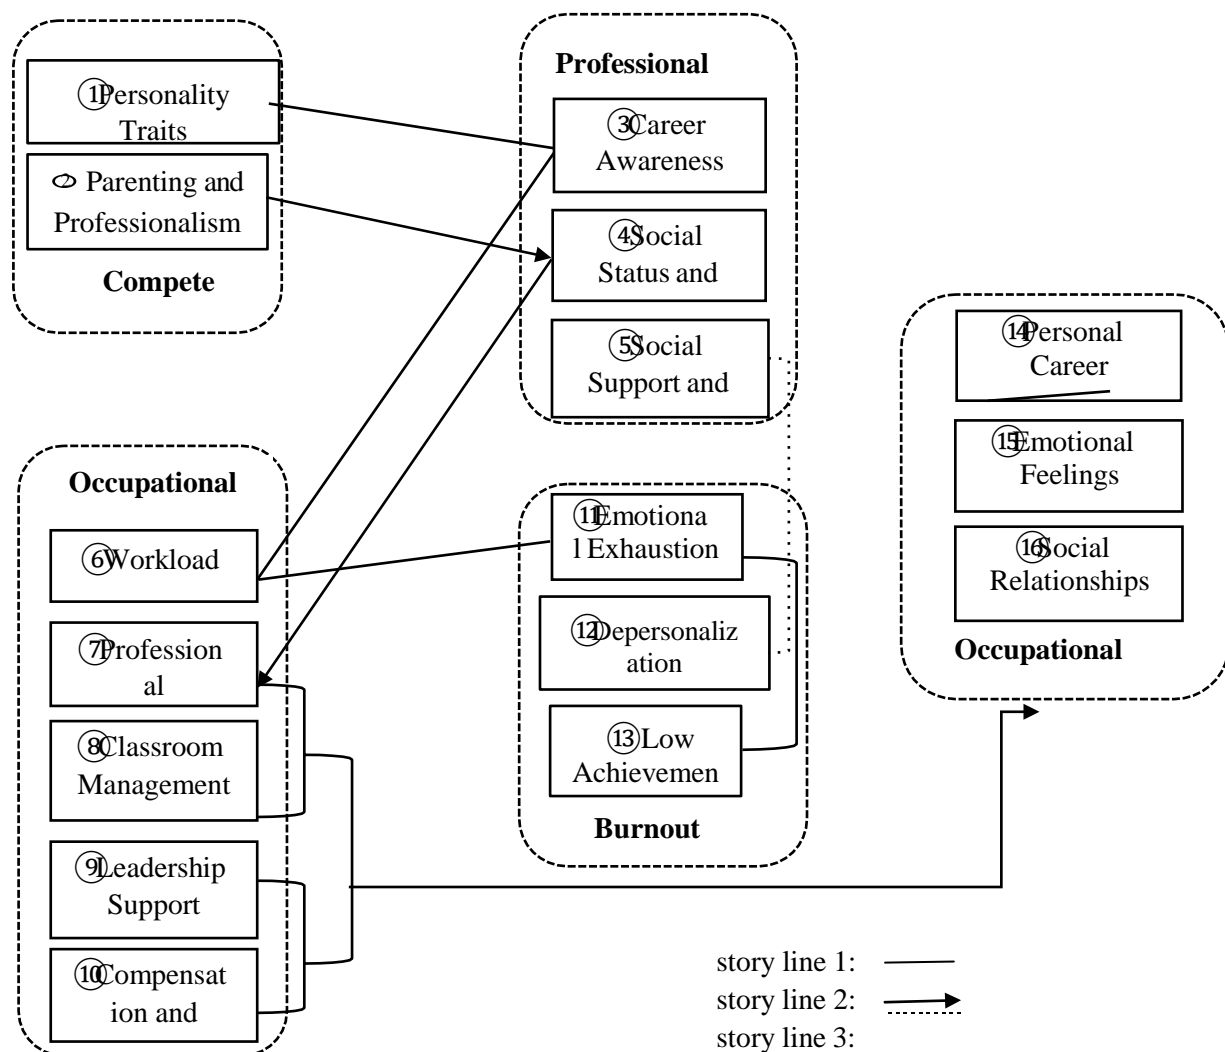 ①Personality
Traits
② Parenting and
Professionalism
Compete
Professional
③Career
Awareness
④Social
Status and
⑤Social
Support and
Occupational
⑥Workload
⑦Profession
al
⑧Classroom
Management
⑨Leadership
Support
⑩Compensat
ion and
⑪Emotiona
l Exhaustion
⑫Depersonaliz
ation
⑬Low
Achievemen
Burnout
⑭Personal
Career
⑮Emotional
Feelings
⑯Social
Relationships
Occupational
story line 1:
story line 2:
story line 3: